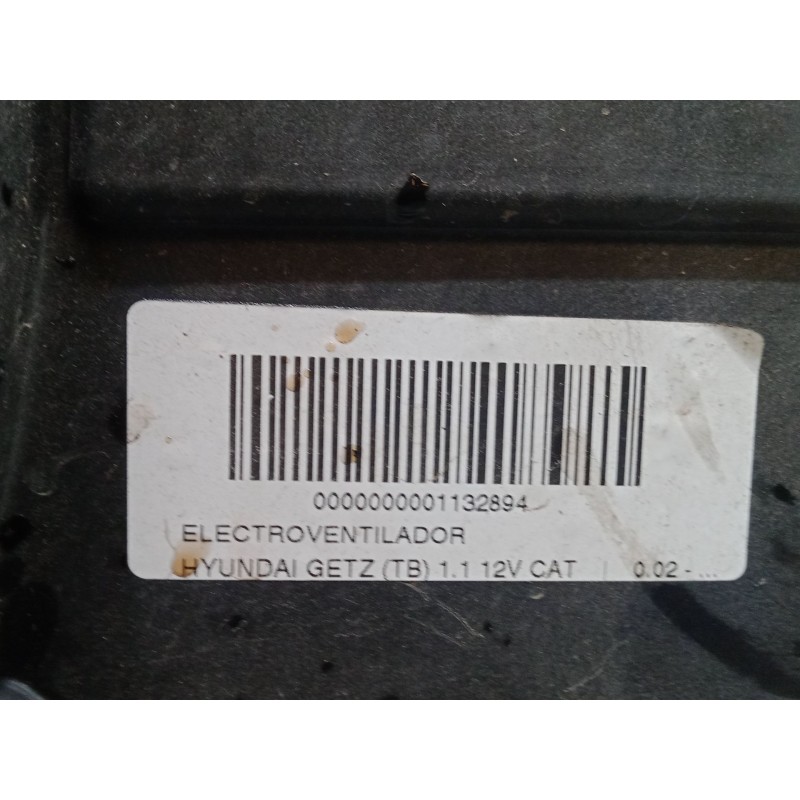 0000000001132894
ELECTROVENTILADOR
HYUNDAI GETZ (TB) 1.1 12V CAT | 0.02 - ...